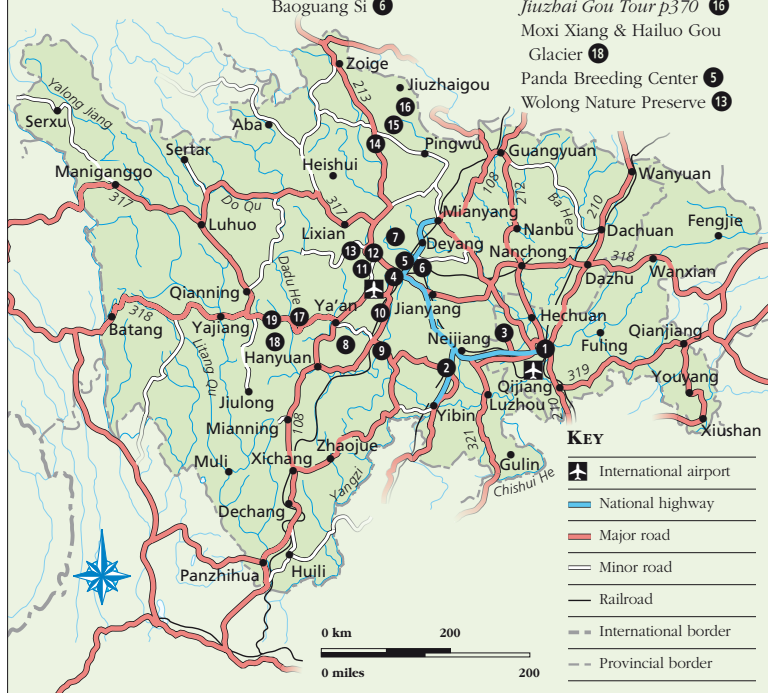 Baoguang Si 6
Jiuzhai Gou Tour p370 16
Moxi Xiang & Hailuo Gou
Glacier 18
Panda Breeding Center 5
Wolong Nature Preserve 13
Zoige
Jiuzhaigou
Yalong Jiang
213
16
Serxu
Aba
15
Sertar
14
Pingwu
Guangyuan
Heishui
Wanyuan
Maniganggo
108
212
317
Do Qu
317
Ba He
210
Mianyang
Fengjie
Luhuo
Lixian
7
Nanbu
Dachuan
Deyang
13
12
Nanchong
318
5
6
11
4
Dazhu
Wanxian
Dadu He
Qianning
Ya'an
Jianyang
318
19
17
10
Hechuan
Batang
Yajiang
3
Qianjiang
18
8
Neijiang
Fuling
Litang Qu
Hanyuan
9
1
2
319
Qijiang
Youyang
Jiulong
Luzhou
210
108
Yibin
Mianning
Xiushan
KEY
Zhaojue
321
Muli
Xichang
Gulin
International airport
Yangzi
Chishui He
National highway
Dechang
Major road
Minor road
Panzhihua
Huili
Railroad
0 km 200
International border
0 miles 200
Provincial border